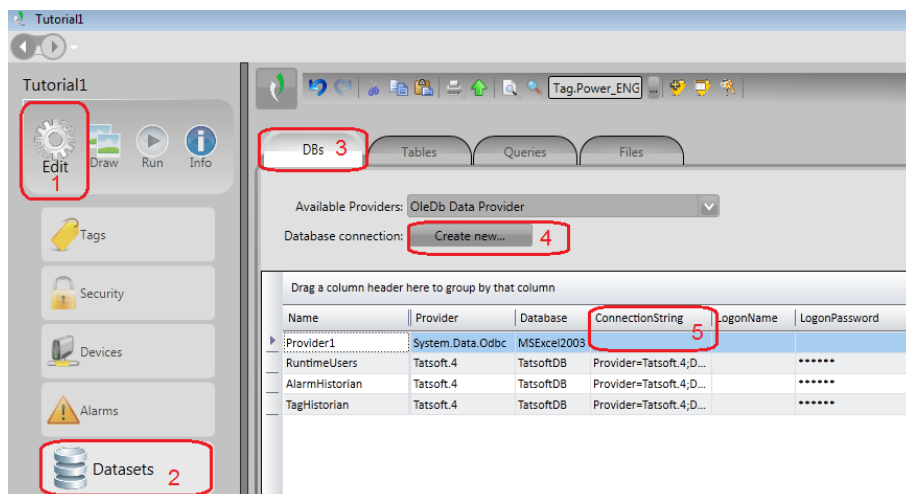 Tutorial1
Tutorial1
Edit Draw Run Info
1
Tags
Security
Devices
Alarms
Datasets 2
Tag.Power_ENG ...
DBs 3 Tables Queries Files
Available Providers: OleDb Data Provider
Database connection: Create new... 4
Drag a column header here to group by that column
Name Provider Database ConnectionString 5 LogonName LogonPassword
Provider1 System.Data.Odbc MSExcel2003
RuntimeUsers Tatsoft.4 TatsoftDB Provider=Tatsoft.4;D... ••••••
AlarmHistorian Tatsoft.4 TatsoftDB Provider=Tatsoft.4;D... ••••••
TagHistorian Tatsoft.4 TatsoftDB Provider=Tatsoft.4;D... ••••••